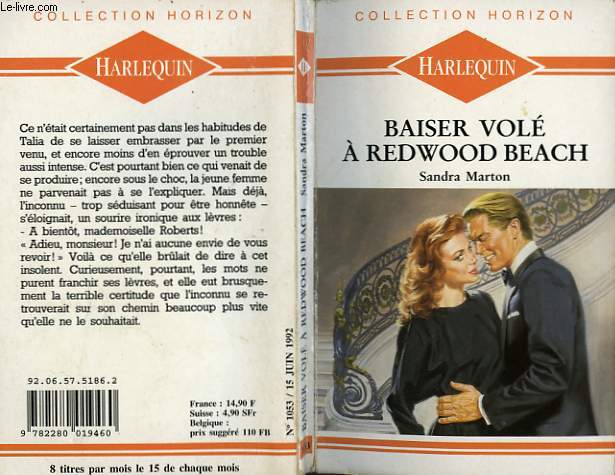 Le-livre.com
COLLECTION HORIZON
HARLEQUIN
Ce n'était certainement pas dans les habitudes de
Talia de se laisser embrasser par le premier
venu, et encore moins d'en éprouver un trouble
aussi intense. C'est pourtant bien ce qui venait de
se produire; encore sous le choc, la jeune femme
ne parvenait pas à se l'expliquer. Mais déjà,
l'inconnu – trop séduisant pour être honnête –
s'éloignait, un sourire ironique aux lèvres :
- A bientôt, mademoiselle Roberts!
« Adieu, monsieur! Je n'ai aucune envie de vous
revoir! » Voilà ce qu'elle brûlait de dire à cet
insolent. Curieusement, pourtant, les mots ne
purent franchir ses lèvres, et elle eut brusque-
ment la terrible certitude que l'inconnu se re-
trouverait sur son chemin beaucoup plus vite
qu'elle ne le souhaitait.
92.06.57.5186.2
9 782280 019460
France : 14,90 F
Suisse : 4,90 SFr
Belgique :
prix suggéré 110 FB
8 titres par mois le 15 de chaque mois
H
BAISER VOLÉ À REDWOOD BEACH Sandra Marton
N° 1053 / 15 JUIN 1992
COLLECTION HORIZON
HARLEQUIN
BAISER VOLÉ
À REDWOOD BEACH
Sandra Marton